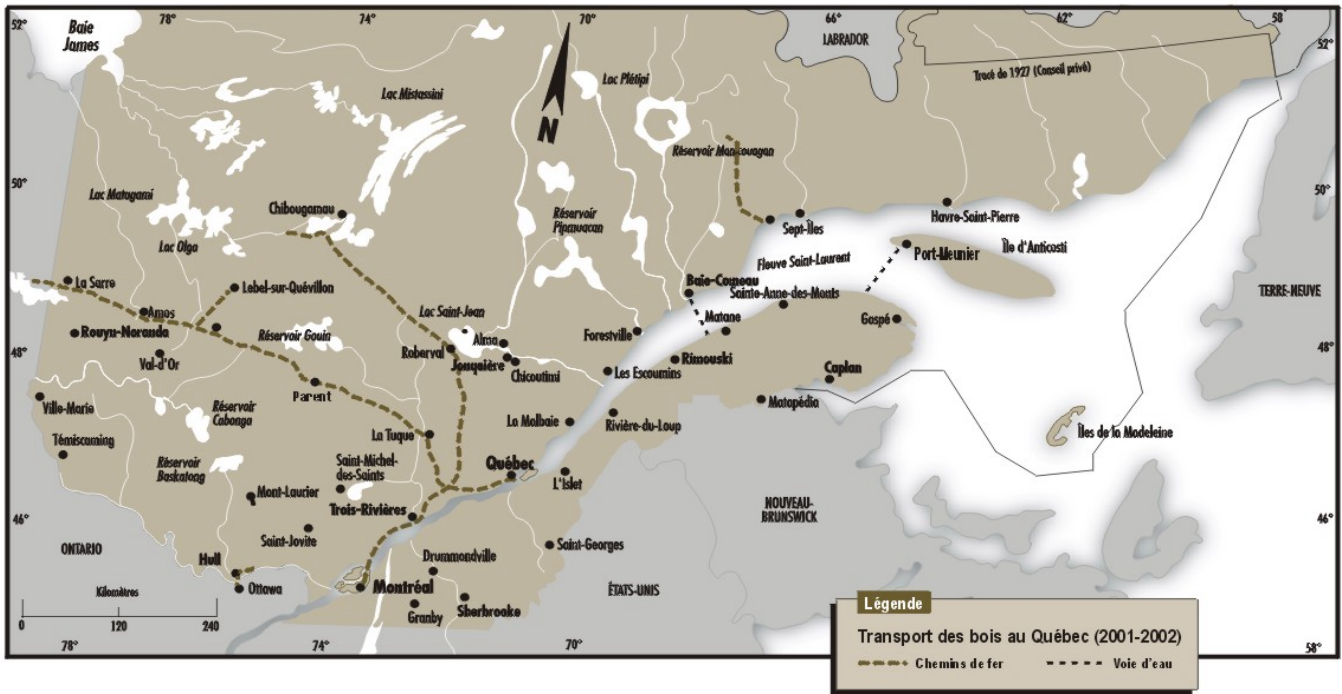 52°
78°
74°
70°
66°
62°
58
52°
Baie
James
LABRADOR
Tracé de 1927 (Conseil privé)
Lac Mistassini
Lac Plétipi
N
Réservoir Manicouagan
50°
50°
Lac Matagami
Chibougamau
Réservoir
Pipmuacan
Sept-Îles
Havre-Saint-Pierre
Lac Olga
Port-Meunier
Île d'Anticosti
Fleuve Saint-Laurent
La Sarre
Lebel-sur-Quévillon
Baie-Comeau
Sainte-Anne-des-Monts
TERRE-NEUVE
Amos
Lac Saint-Jean
Matane
Gaspé
Rouyn-Noranda
Réservoir Gouin
Alma
Forestville
48°
48°
Val-d'Or
Roberval
Jonquière
Chicoutimi
Rimouski
Les Escoumins
Caplan
Parent
Ville-Marie
Réservoir
Cabonga
Matapédia
La Malbaie
Rivière-du-Loup
La Tuque
Îles de la Madeleine
Témiscaming
Réservoir
Baskatong
Saint-Michel-
des-Saints
Québec
L'Islet
Mont-Laurier
Trois-Rivières
NOUVEAU-
BRUNSWICK
46°
46°
ONTARIO
Saint-Jovite
Saint-Georges
Hull
Drummondville
Ottawa
Montréal
Kilomètres
Granby
Sherbrooke
ÉTATS-UNIS
0
120
240
78°
74°
70°
58°
Légende
Transport des bois au Québec (2001-2002)
Chemins de fer
Voie d'eau